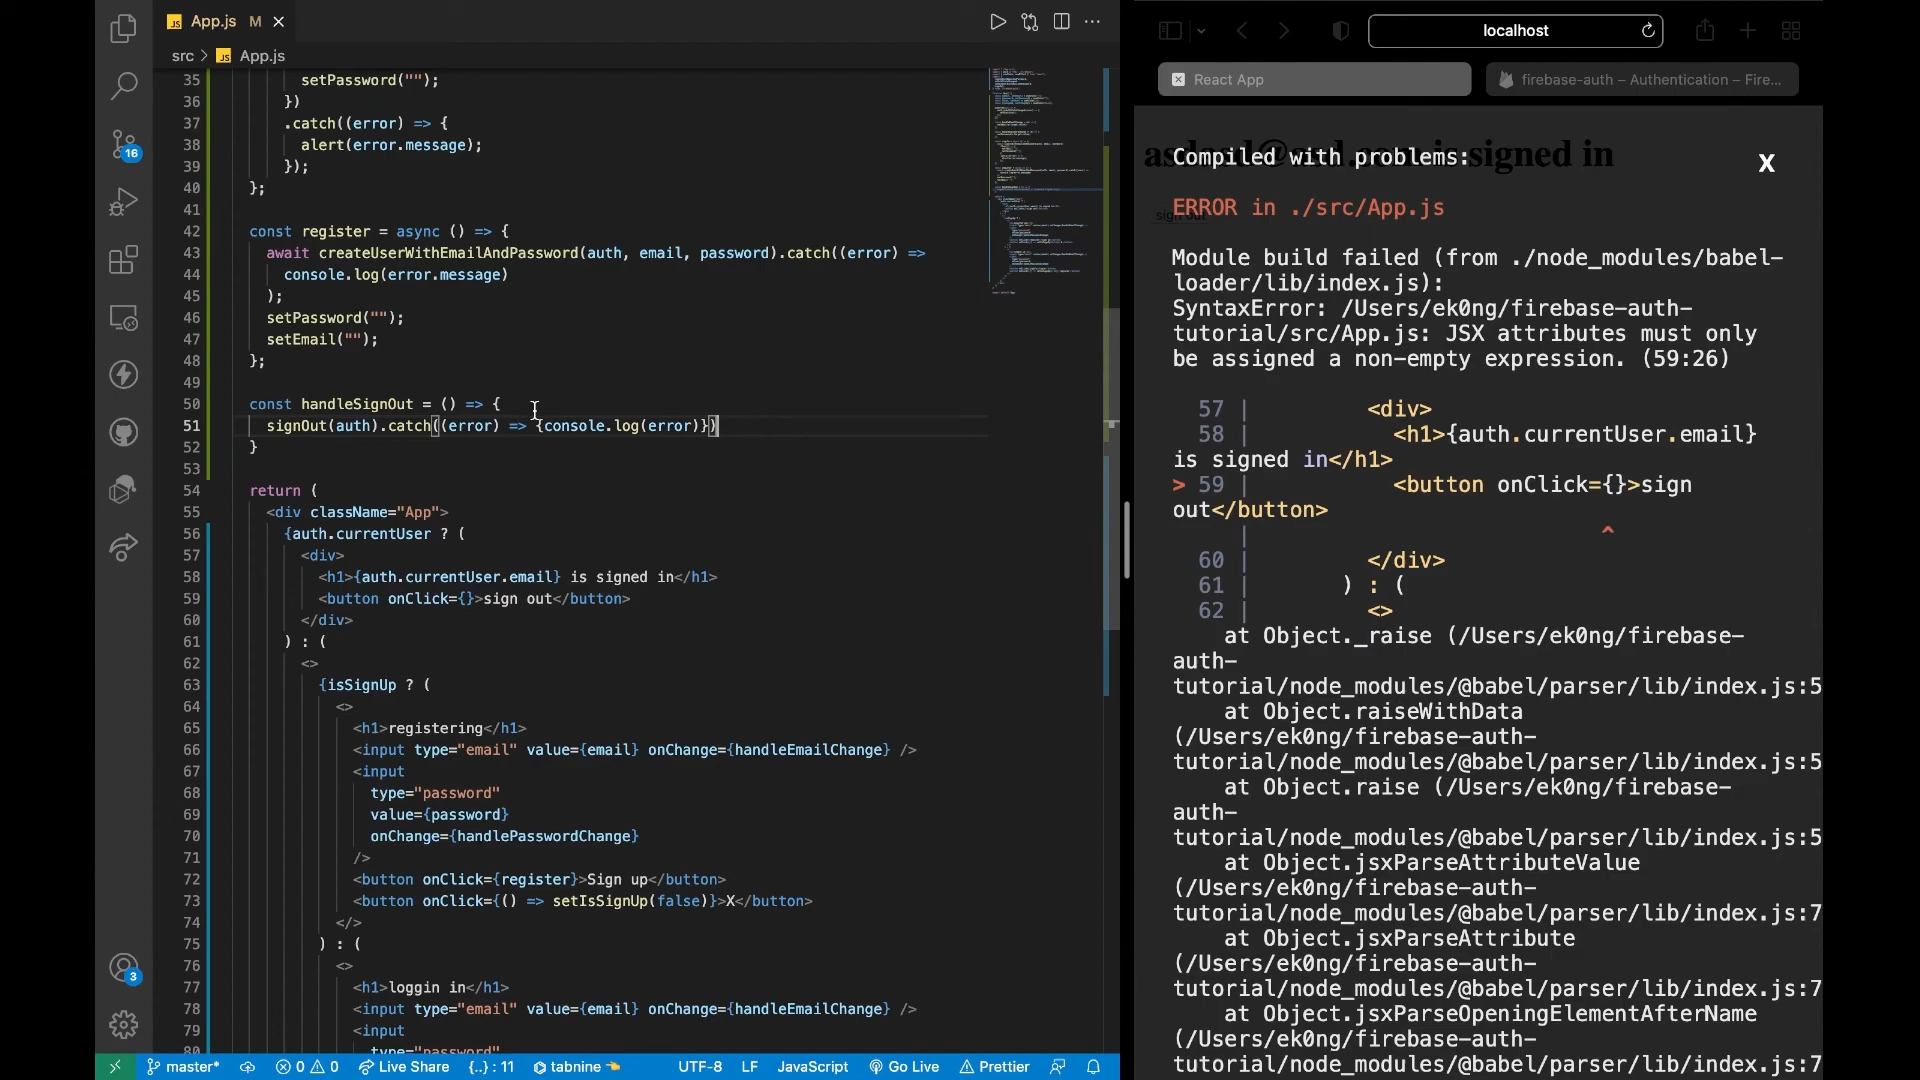 App.js M
src > App.js
35 setPassword("");
36 })
37 .catch((error) => {
38 alert(error.message);
39 });
40 };
41
42 const register = async () => {
43 await createUserWithEmailAndPassword(auth, email, password).catch((error) =>
44 console.log(error.message)
45 );
46 setPassword("");
47 setEmail("");
48 };
49
50 const handleSignOut = () => {
51 signOut(auth).catch((error) => {console.log(error)})
52 }
53
54 return (
55 <div className="App">
56 {auth.currentUser ? (
57 <div>
58 <h1>{auth.currentUser.email} is signed in</h1>
59 <button onClick={}>sign out</button>
60 </div>
61 ) : (
62 <>
63 {isSignUp ? (
64 <>
65 <h1>registering</h1>
66 <input type="email" value={email} onChange={handleEmailChange} />
67 <input
68 type="password"
69 value={password}
70 onChange={handlePasswordChange}
71 />
72 <button onClick={register}>Sign up</button>
73 <button onClick={() => setIsSignUp(false)}>X</button>
74 </>
75 ) : (
76 <>
77 <h1>loggin in</h1>
78 <input type="email" value={email} onChange={handleEmailChange} />
79 <input
80 type="password"
16
3
master* 0 0 Live Share {..} : 11 tabnine UTF-8 LF JavaScript Go Live Prettier
localhost
React App
firebase-auth – Authentication – Fire...
is signed in
sign out
Compiled with problems: X
ERROR in ./src/App.js
Module build failed (from ./node_modules/babel-
loader/lib/index.js):
SyntaxError: /Users/ek0ng/firebase-auth-
tutorial/src/App.js: JSX attributes must only
be assigned a non-empty expression. (59:26)
57 | <div>
58 | <h1>{auth.currentUser.email}
is signed in</h1>
> 59 | <button onClick={}>sign
out</button>
| ^
60 | </div>
61 | ) : (
62 | <>
at Object._raise (/Users/ek0ng/firebase-
auth-
tutorial/node_modules/@babel/parser/lib/index.js:5
at Object.raiseWithData
(/Users/ek0ng/firebase-auth-
tutorial/node_modules/@babel/parser/lib/index.js:5
at Object.raise (/Users/ek0ng/firebase-
auth-
tutorial/node_modules/@babel/parser/lib/index.js:5
at Object.jsxParseAttributeValue
(/Users/ek0ng/firebase-auth-
tutorial/node_modules/@babel/parser/lib/index.js:7
at Object.jsxParseAttribute
(/Users/ek0ng/firebase-auth-
tutorial/node_modules/@babel/parser/lib/index.js:7
at Object.jsxParseOpeningElementAfterName
(/Users/ek0ng/firebase-auth-
tutorial/node_modules/@babel/parser/lib/index.js:7